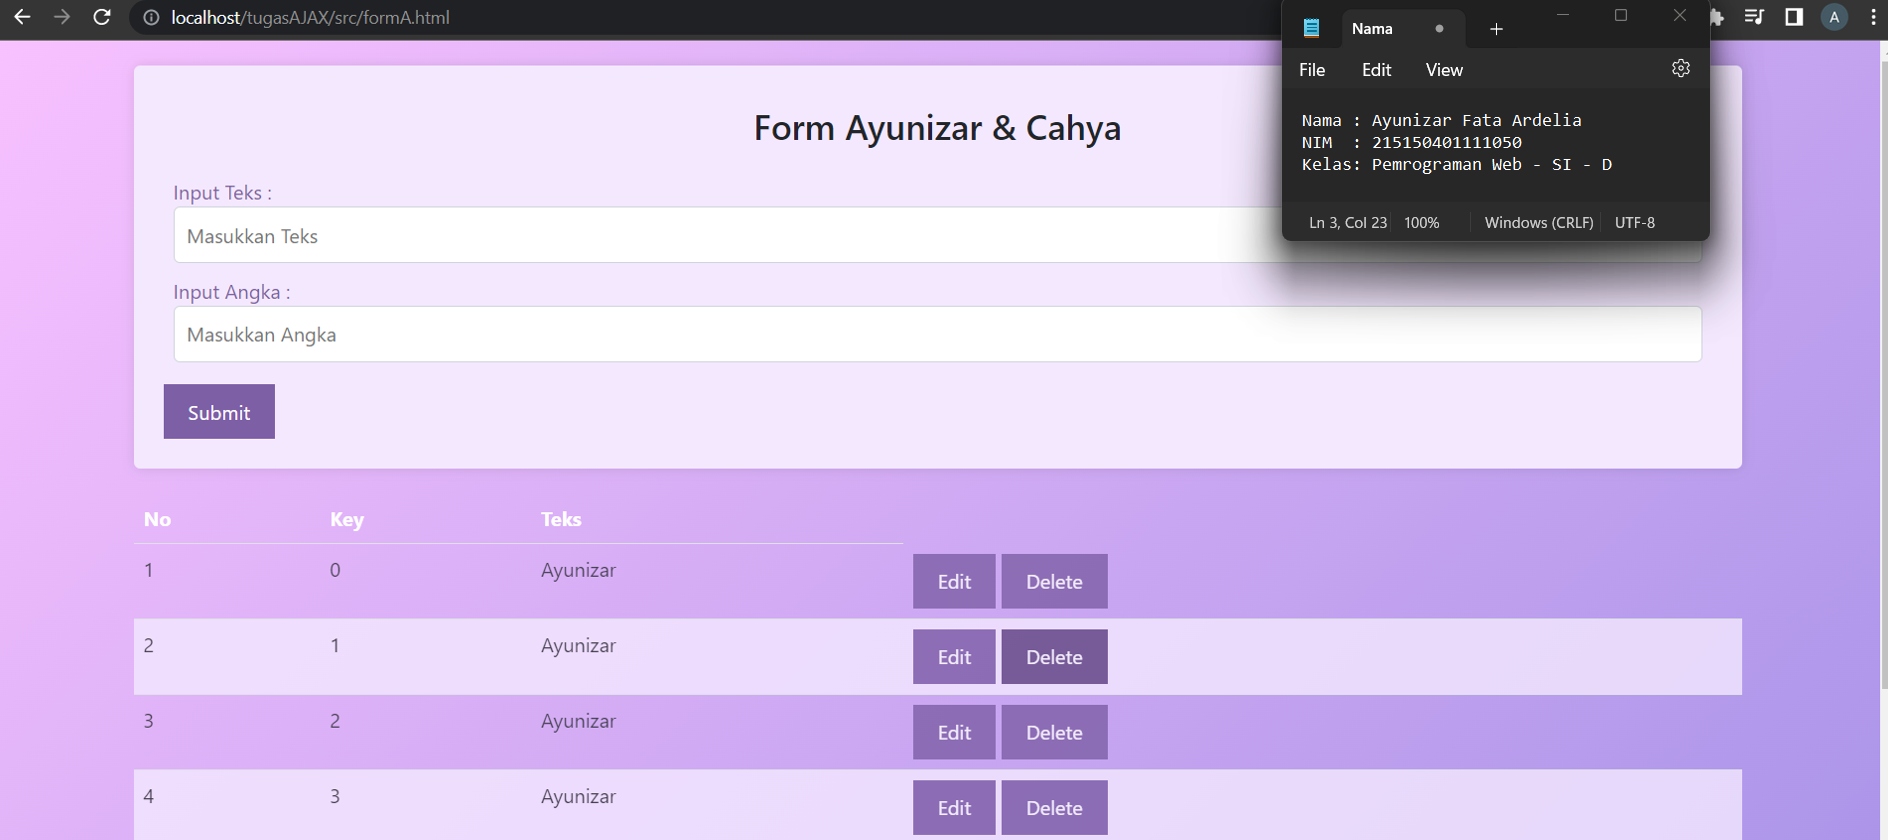 localhost/tugasAJAX/src/formA.html
A
Nama
File Edit View
Nama : Ayunizar Fata Ardelia
NIM  : 215150401111050
Kelas: Pemrograman Web - SI - D
Ln 3, Col 23 100% Windows (CRLF) UTF-8
Form Ayunizar & Cahya
Input Teks :
Masukkan Teks
Input Angka :
Masukkan Angka
Submit
No Key Teks
1 0 Ayunizar Edit Delete
2 1 Ayunizar Edit Delete
3 2 Ayunizar Edit Delete
4 3 Ayunizar Edit Delete